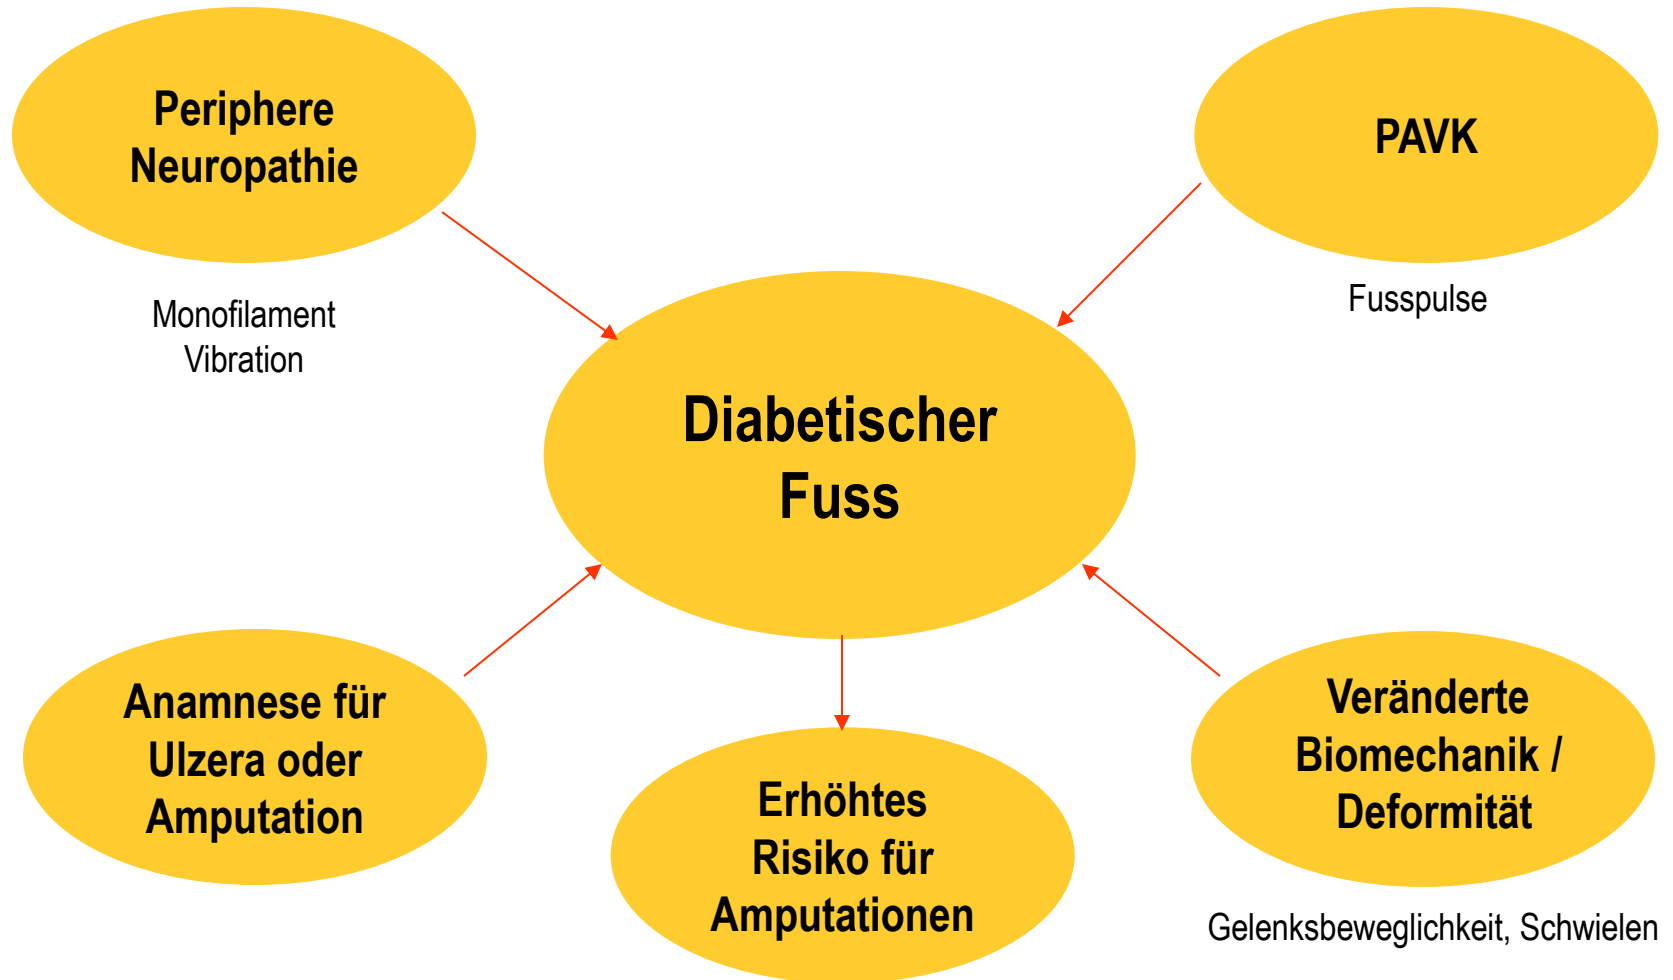 Periphere
Neuropathie
PAVK
Monofilament
Vibration
Fusspulse
Diabetischer
Fuss
Anamnese für
Ulzera oder
Amputation
Erhöhtes
Risiko für
Amputationen
Veränderte
Biomechanik /
Deformität
Gelenksbeweglichkeit, Schwielen